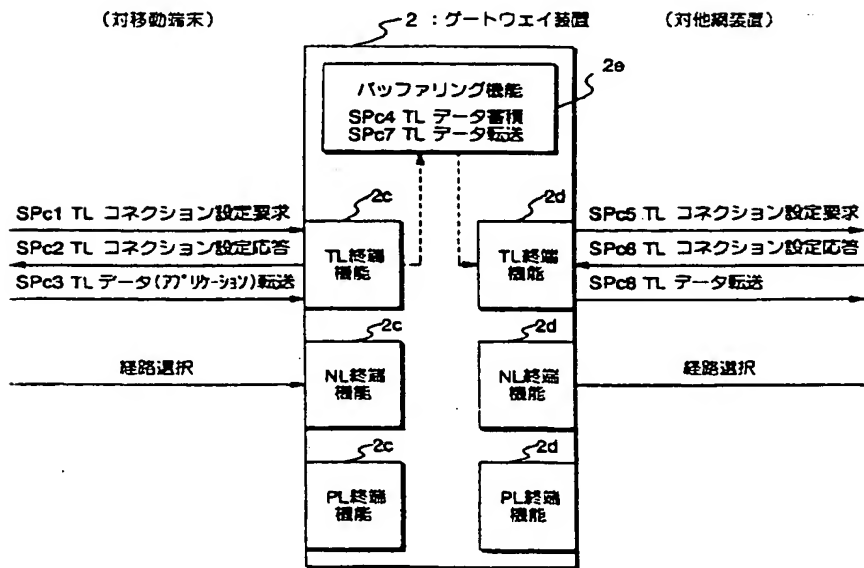 (対移動端末)
2 : ゲートウェイ装置
(対他網装置)
2e
バッファリング機能
SPc4 TL データ蓄積
SPc7 TL データ転送
2c
2d
SPc1 TL コネクション設定要求
SPc2 TL コネクション設定応答
SPc3 TL データ(アプリケーション)転送
TL終端
機能
TL終端
機能
SPc5 TL コネクション設定要求
SPc6 TL コネクション設定応答
SPc8 TL データ転送
2c
2d
経路選択
NL終端
機能
NL終端
機能
経路選択
2c
2d
PL終端
機能
PL終端
機能